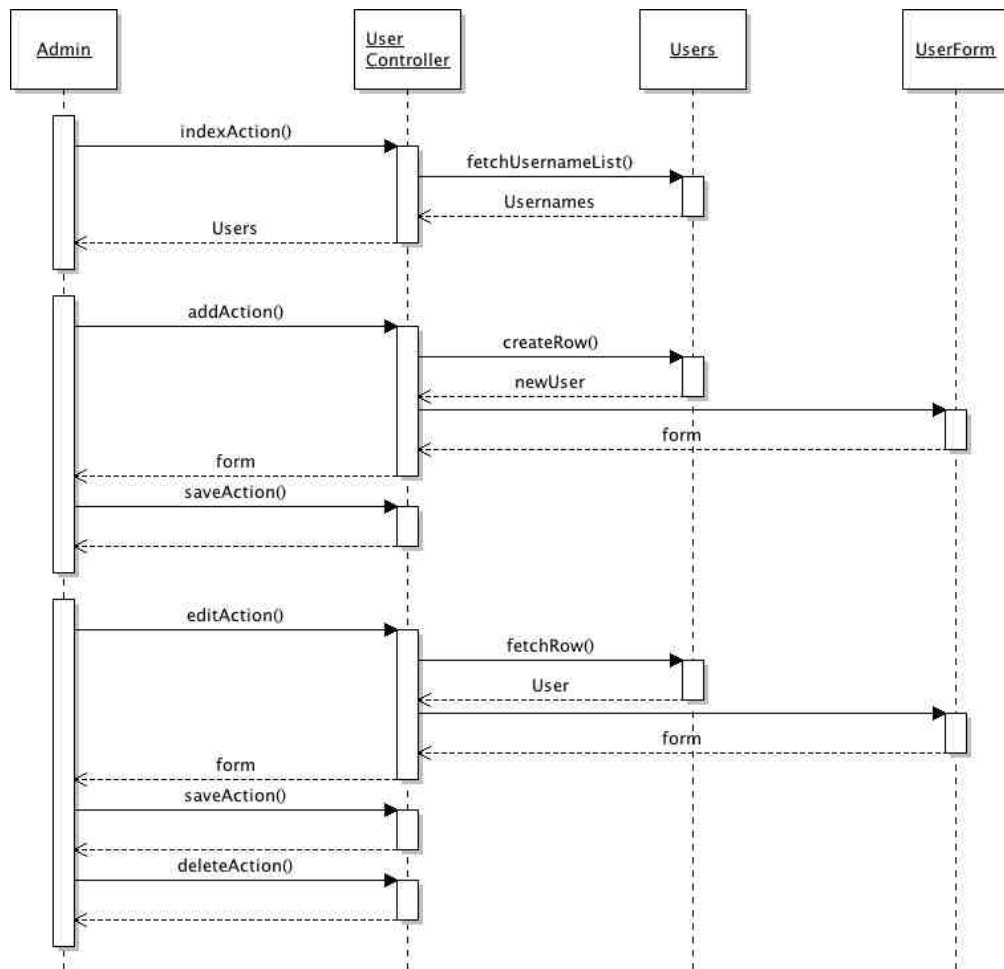 Admin
User
Controller
Users
UserForm
indexAction()
fetchUsernameList()
Usernames
Users
addAction()
createRow()
newUser
form
form
saveAction()
editAction()
fetchRow()
User
form
form
saveAction()
deleteAction()